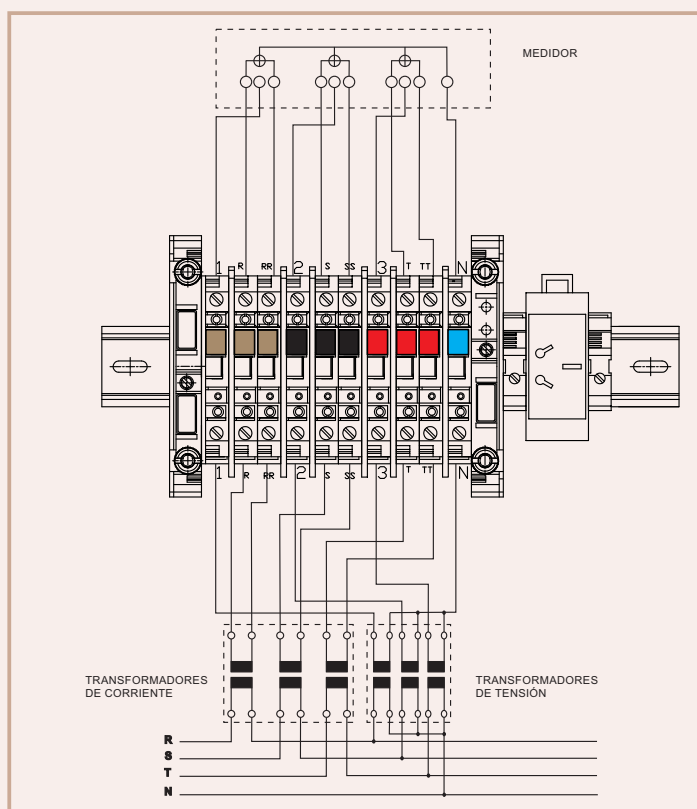 MEDIDOR
1 R RR 2 S SS 3 T TT N
1 R RR 2 S SS 3 T TT N
TRANSFORMADORES
DE CORRIENTE
TRANSFORMADORES
DE TENSIÓN
R
S
T
N